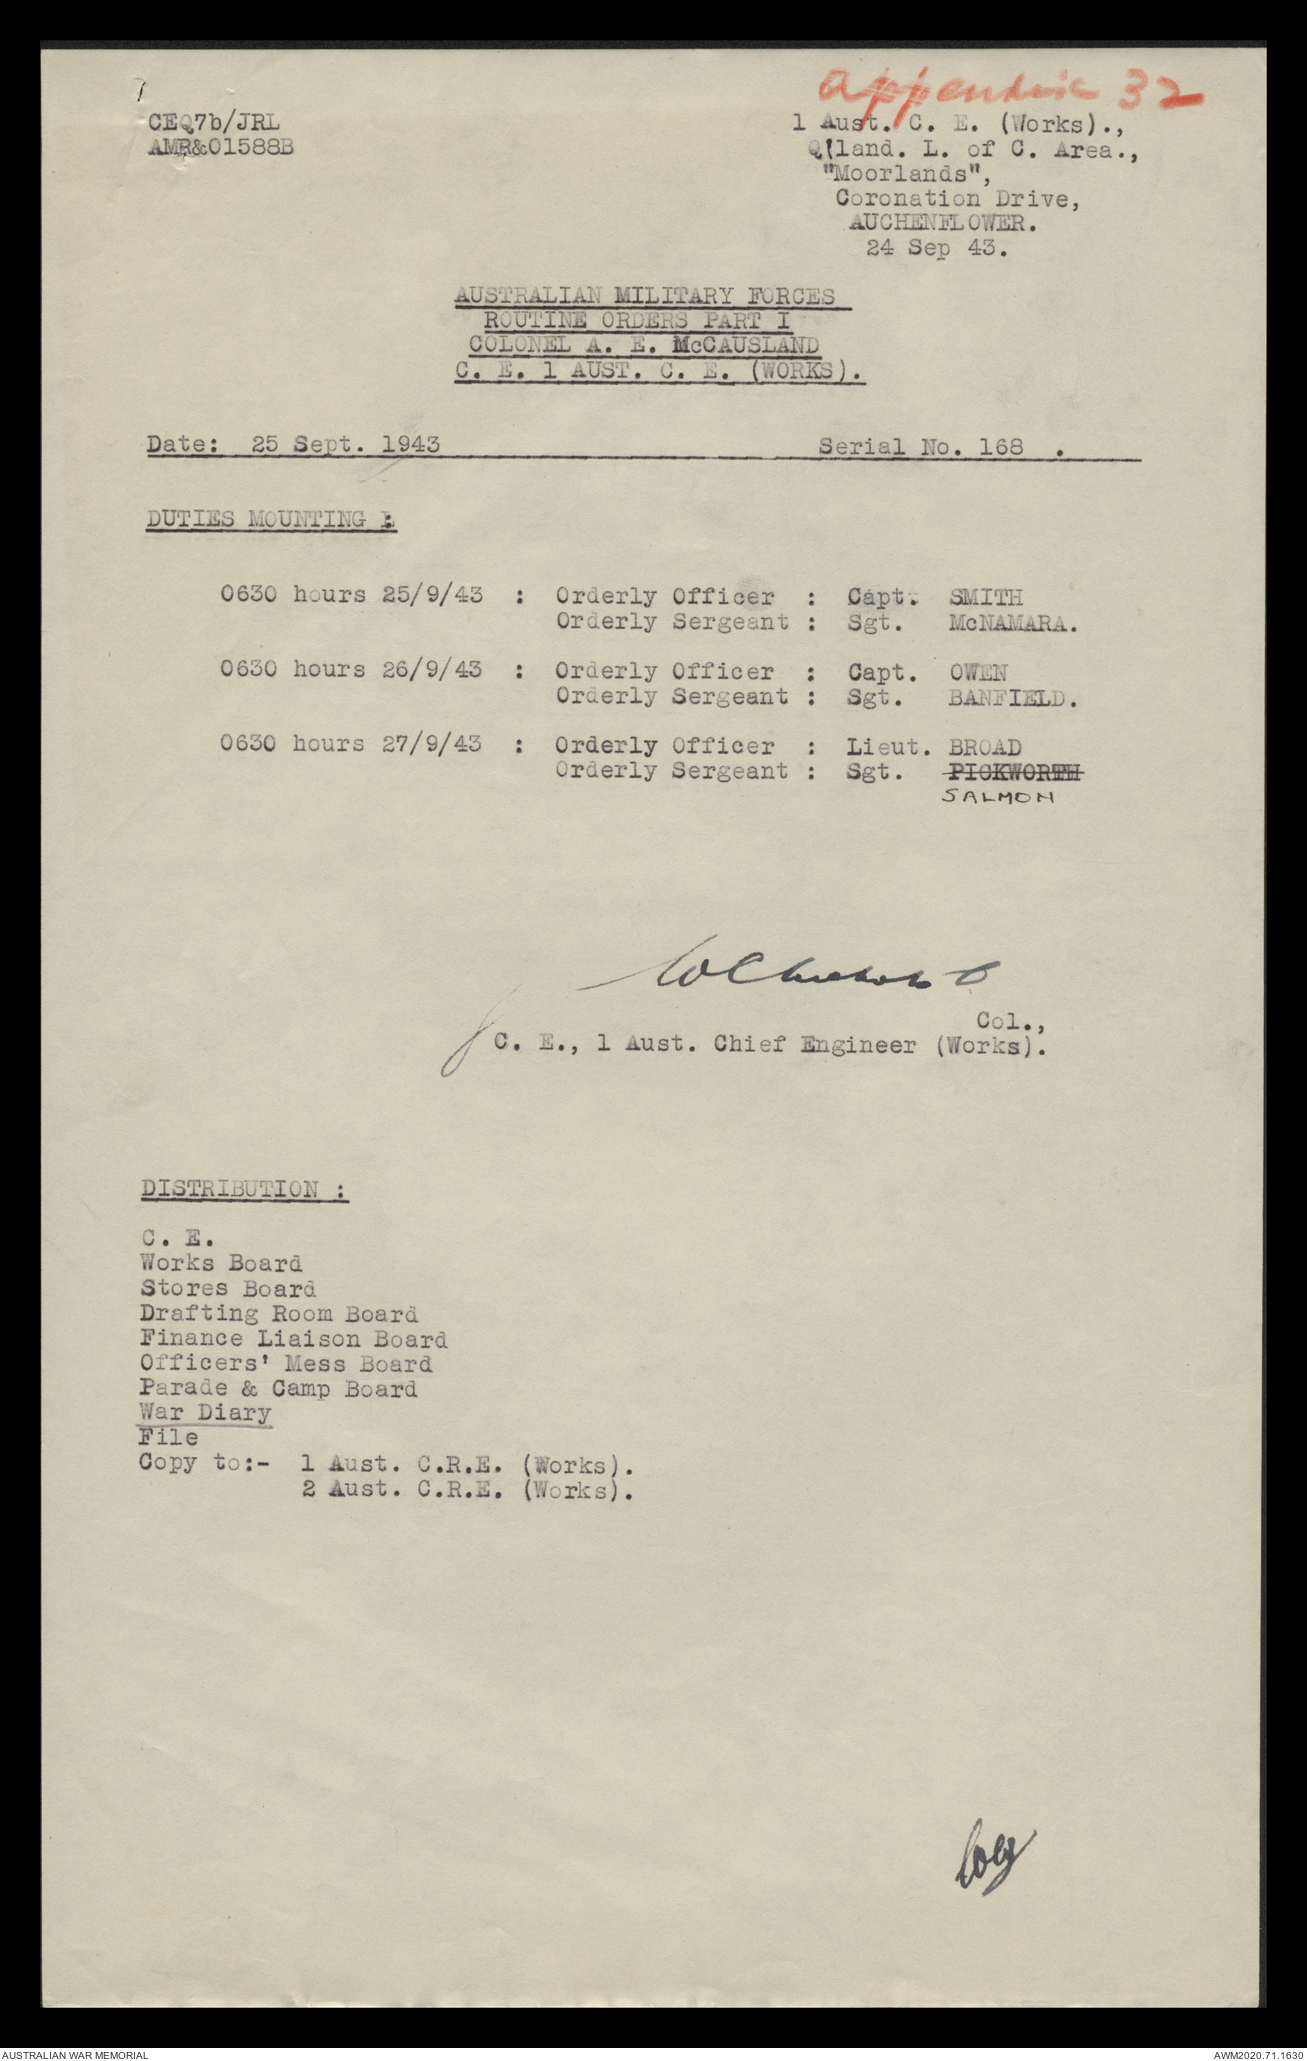 Appendix 32
CEQ7b/JRL
AMR&O1588B
1 Aust. C. E. (Works).,
Q'land. L. of C. Area.,
"Moorlands",
Coronation Drive,
AUCHENFLOWER.
24 Sep 43.
AUSTRALIAN MILITARY FORCES
ROUTINE ORDERS PART I
COLONEL A. E. McCAUSLAND
C. E. 1 AUST. C. E. (WORKS).
Date: 25 Sept. 1943 Serial No. 168 .
DUTIES MOUNTING :
0630 hours 25/9/43 : Orderly Officer : Capt. SMITH
Orderly Sergeant : Sgt. McNAMARA.
0630 hours 26/9/43 : Orderly Officer : Capt. OWEN
Orderly Sergeant : Sgt. BANFIELD.
0630 hours 27/9/43 : Orderly Officer : Lieut. BROAD
Orderly Sergeant : Sgt. PICKWORTH
SALMON
Col.,
C. E., 1 Aust. Chief Engineer (Works).
DISTRIBUTION :
C. E.
Works Board
Stores Board
Drafting Room Board
Finance Liaison Board
Officers' Mess Board
Parade & Camp Board
War Diary
File
Copy to:- 1 Aust. C.R.E. (Works).
2 Aust. C.R.E. (Works).
AUSTRALIAN WAR MEMORIAL
AWM2020.71.1630